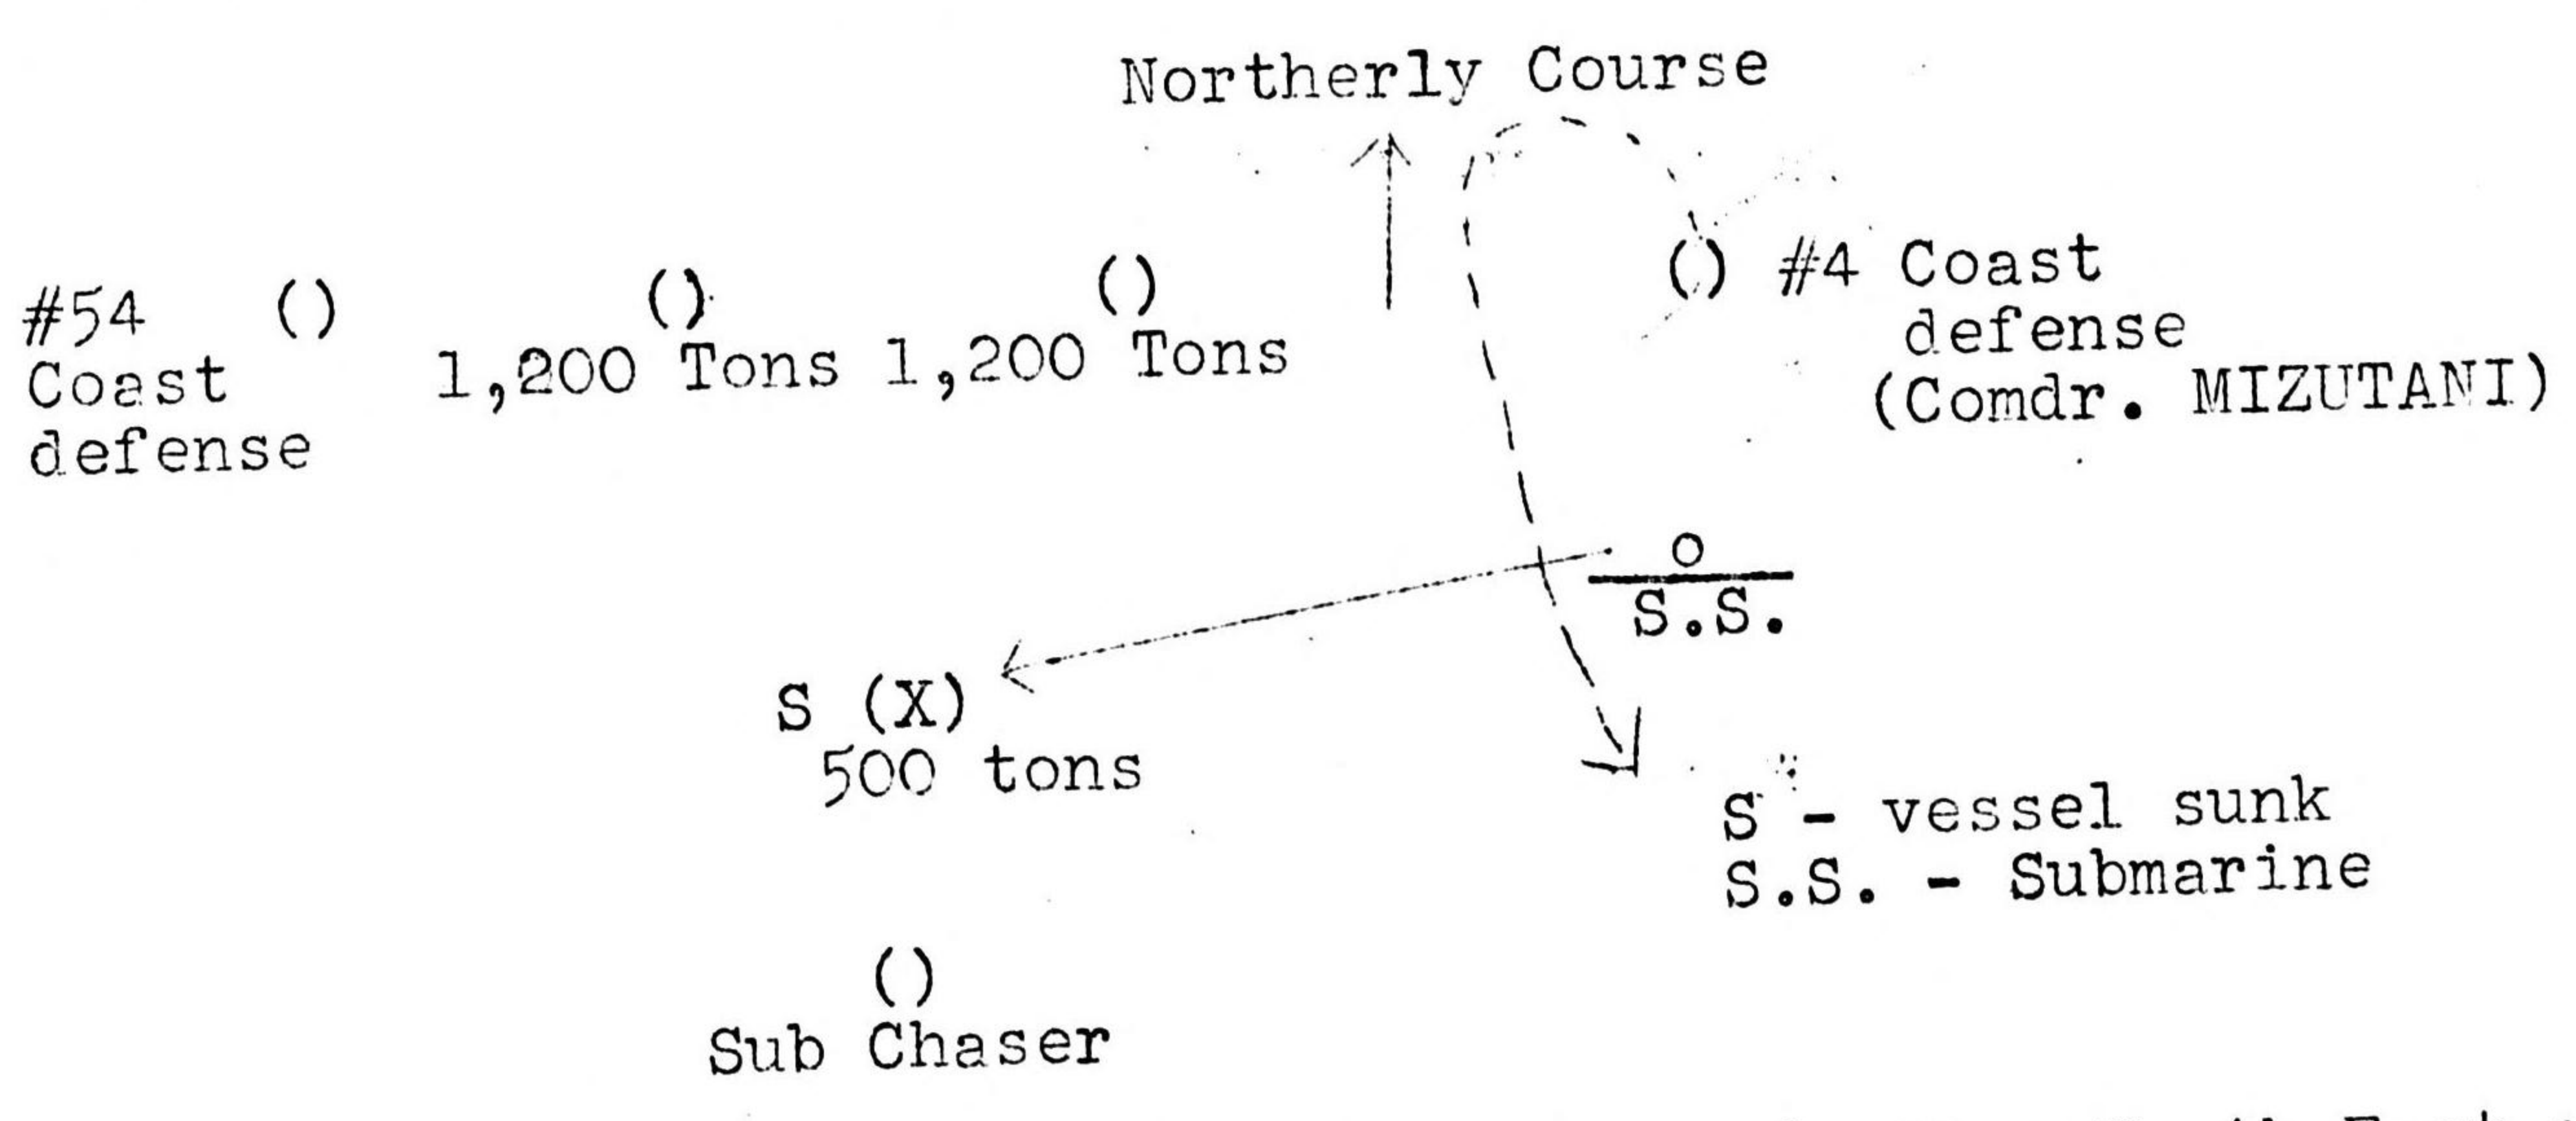 Northerly Course
#54 () () () () #4 Coast
Coast 1,200 Tons 1,200 Tons defense
defense (Comdr. MIZUTANI)
o
S.S.
S (X)
500 tons
S - vessel sunk
S.S. - Submarine
()
Sub Chaser